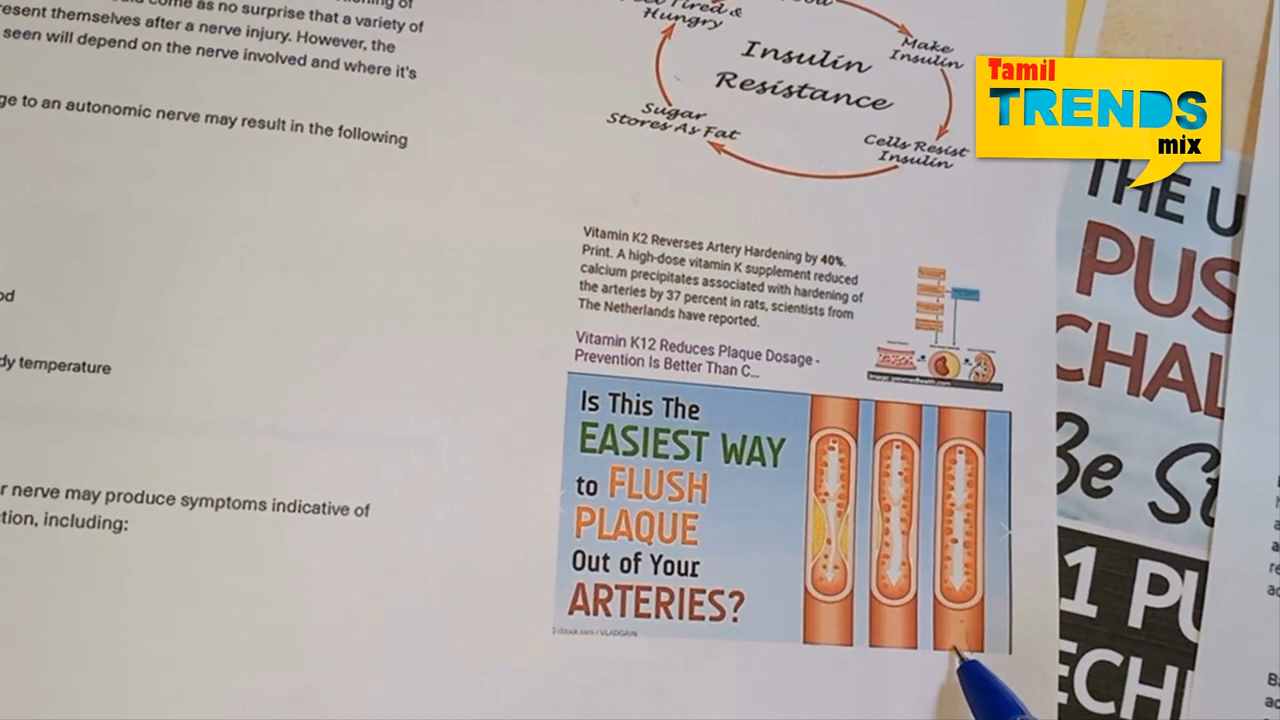 come as no surprise that a variety of
present themselves after a nerve injury. However, the
seen will depend on the nerve involved and where it's
to an autonomic nerve may result in the following
temperature
nerve may produce symptoms indicative of
including:
Tired &
Hungry
Make
Insulin
Insulin
Resistance
Sugar
Stores As Fat
Cells Resist
Insulin
Vitamin K2 Reverses Artery Hardening by 40%.
Print. A high-dose vitamin K supplement reduced
calcium precipitates associated with hardening of
the arteries by 37 percent in rats, scientists from
The Netherlands have reported.
Vitamin K12 Reduces Plaque Dosage -
Prevention Is Better Than C...
Is This The
EASIEST WAY
to FLUSH
PLAQUE
Out of Your
ARTERIES?
iStock.com / VLADGRIN
Tamil
TRENDS
mix
THE U
PUS
CHAL
Be St
1 PU
ECH